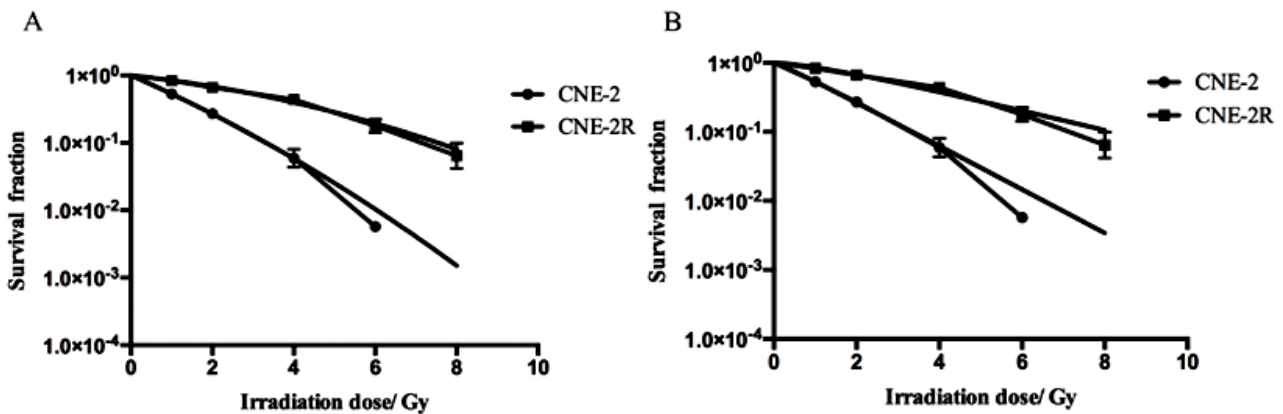 A
1×10⁰
1.0×10⁻¹
1.0×10⁻²
1.0×10⁻³
1.0×10⁻⁴
Survival fraction
0 2 4 6 8 10
Irradiation dose/ Gy
CNE-2
CNE-2R
B
1×10⁰
1.0×10⁻¹
1.0×10⁻²
1.0×10⁻³
1.0×10⁻⁴
Survival fraction
0 2 4 6 8 10
Irradiation dose/ Gy
CNE-2
CNE-2R